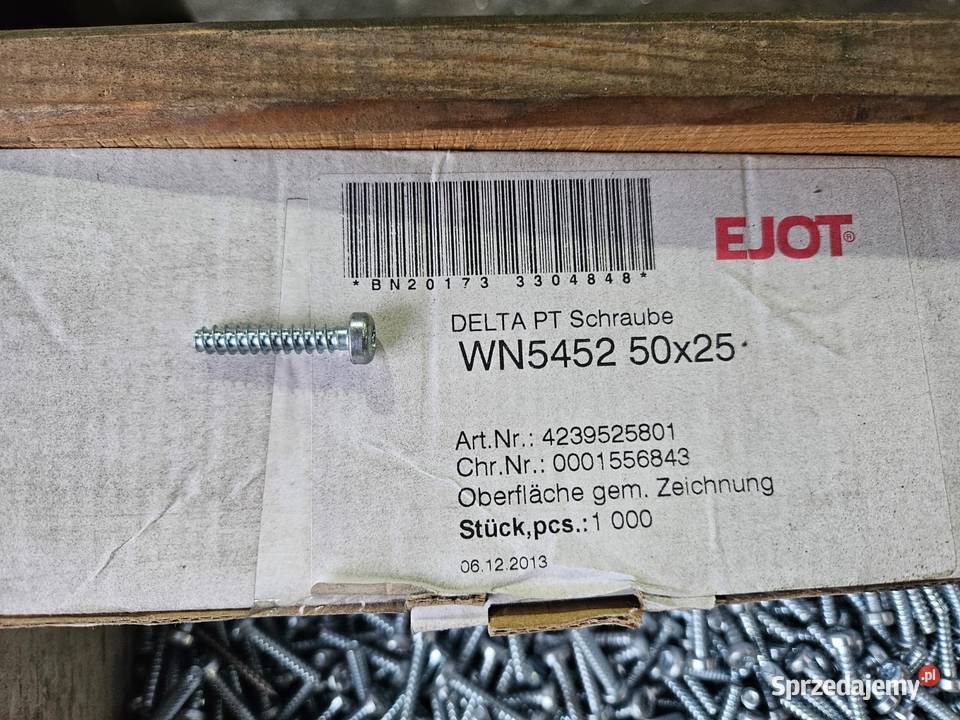 *BN20173 3304848*
EJOT®
DELTA PT Schraube
WN5452 50x25
Art.Nr.: 4239525801
Chr.Nr.: 0001556843
Oberfläche gem. Zeichnung
Stück,pcs.:1 000
06.12.2013
Sprzedajemy.pl